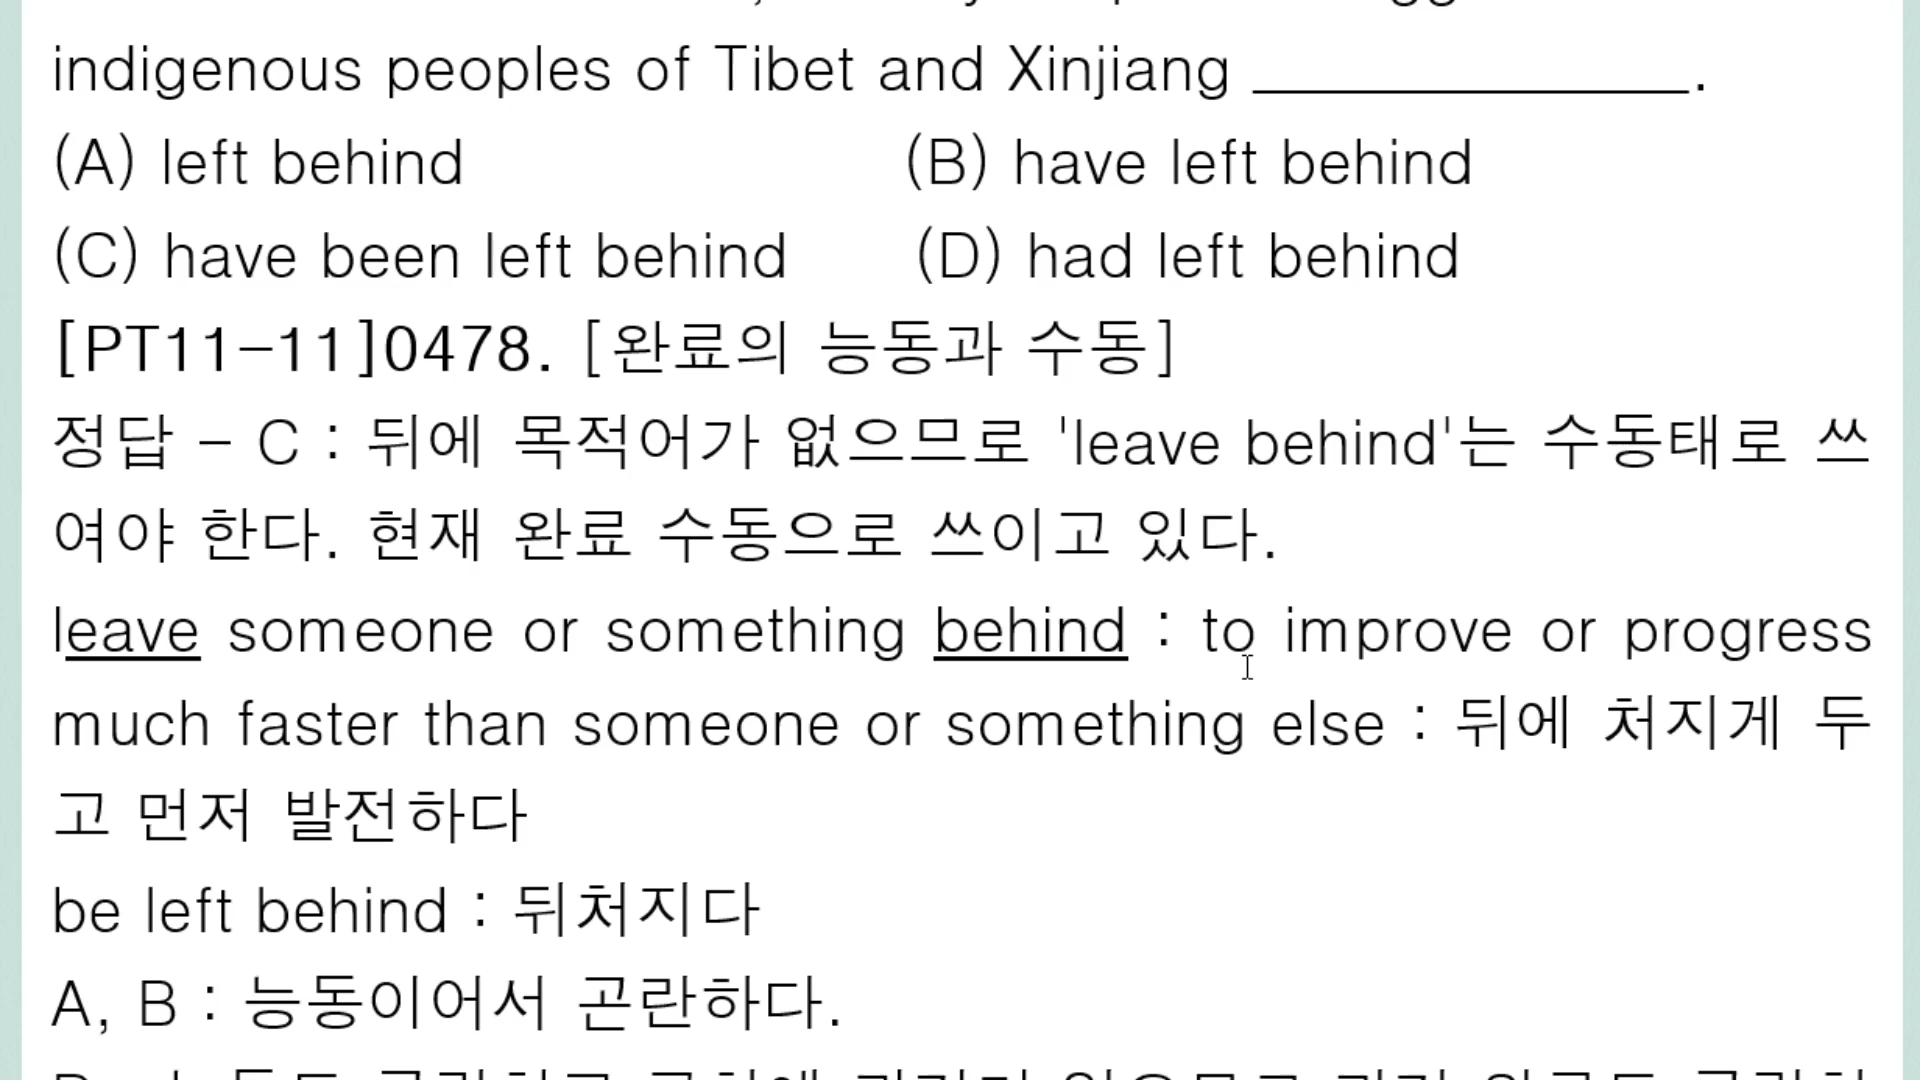 indigenous peoples of Tibet and Xinjiang ______________.
(A) left behind (B) have left behind
(C) have been left behind (D) had left behind
[PT11-11]0478. [완료의 능동과 수동]
정답 - C : 뒤에 목적어가 없으므로 'leave behind'는 수동태로 쓰
여야 한다. 현재 완료 수동으로 쓰이고 있다.
leave someone or something behind : to improve or progress
much faster than someone or something else : 뒤에 처지게 두
고 먼저 발전하다
be left behind : 뒤처지다
A, B : 능동이어서 곤란하다.